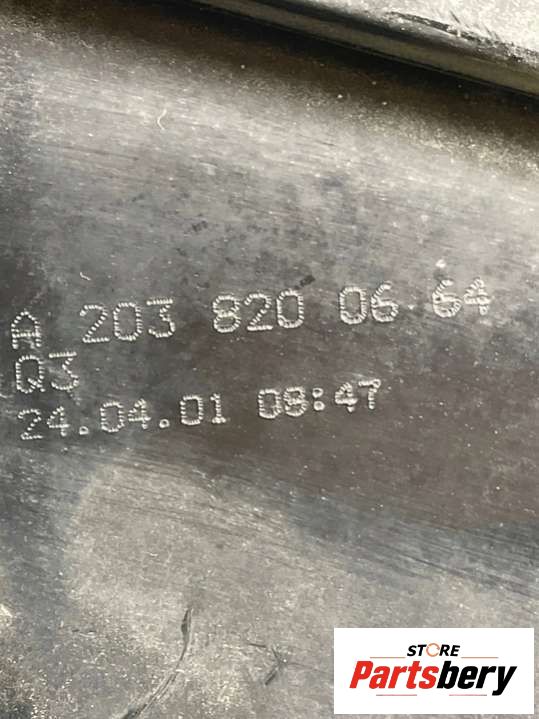 A 203 820 06 64
Q3
24.04.01 08:47
STORE
Partsbery